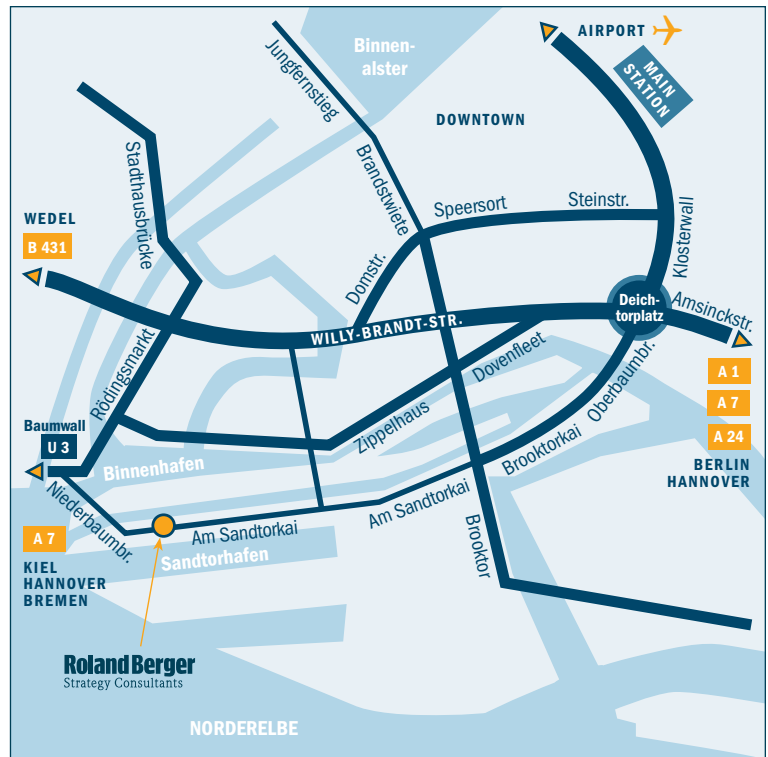 AIRPORT
MAIN
STATION
Binnen-
alster
Jungfernstieg
DOWNTOWN
Brandstwiete
Stadthausbrücke
Speersort
Steinstr.
WEDEL
B 431
Klosterwall
Domstr.
Deich-
torplatz
Amsinckstr.
WILLY-BRANDT-STR.
Rödingsmarkt
Dovenfleet
Oberbaumbr.
A 1
A 7
A 24
BERLIN
HANNOVER
Baumwall
U 3
Zippelhaus
Brooktorkai
Binnenhafen
Niederbaumbr.
Am Sandtorkai
Am Sandtorkai
Brooktor
Sandtorhafen
A 7
KIEL
HANNOVER
BREMEN
Roland Berger
Strategy Consultants
NORDERELBE